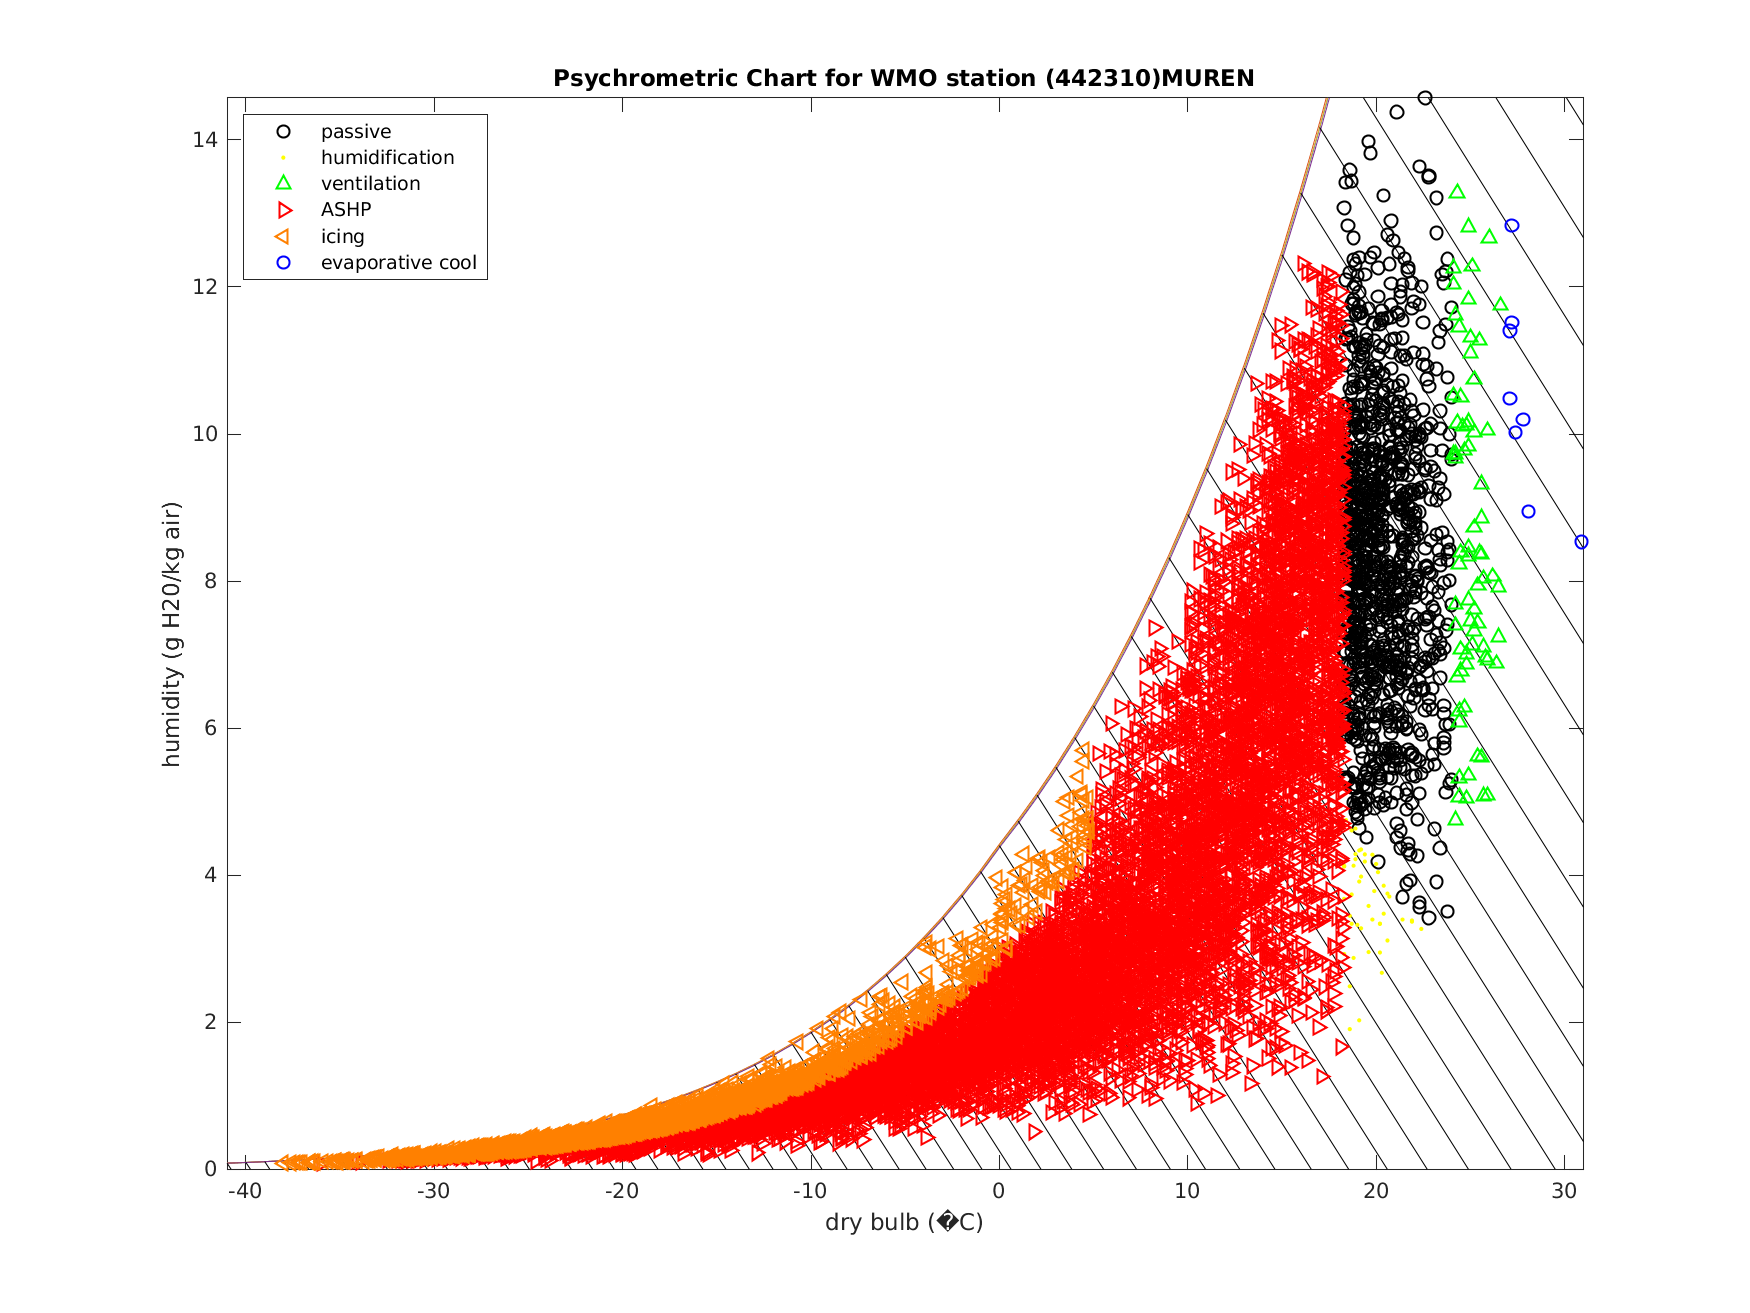 Psychrometric Chart for WMO station (442310)MUREN
passive
humidification
ventilation
ASHP
icing
evaporative cool
14
12
10
8
6
4
2
0
humidity (g H20/kg air)
-40 -30 -20 -10 0 10 20 30
dry bulb (�C)